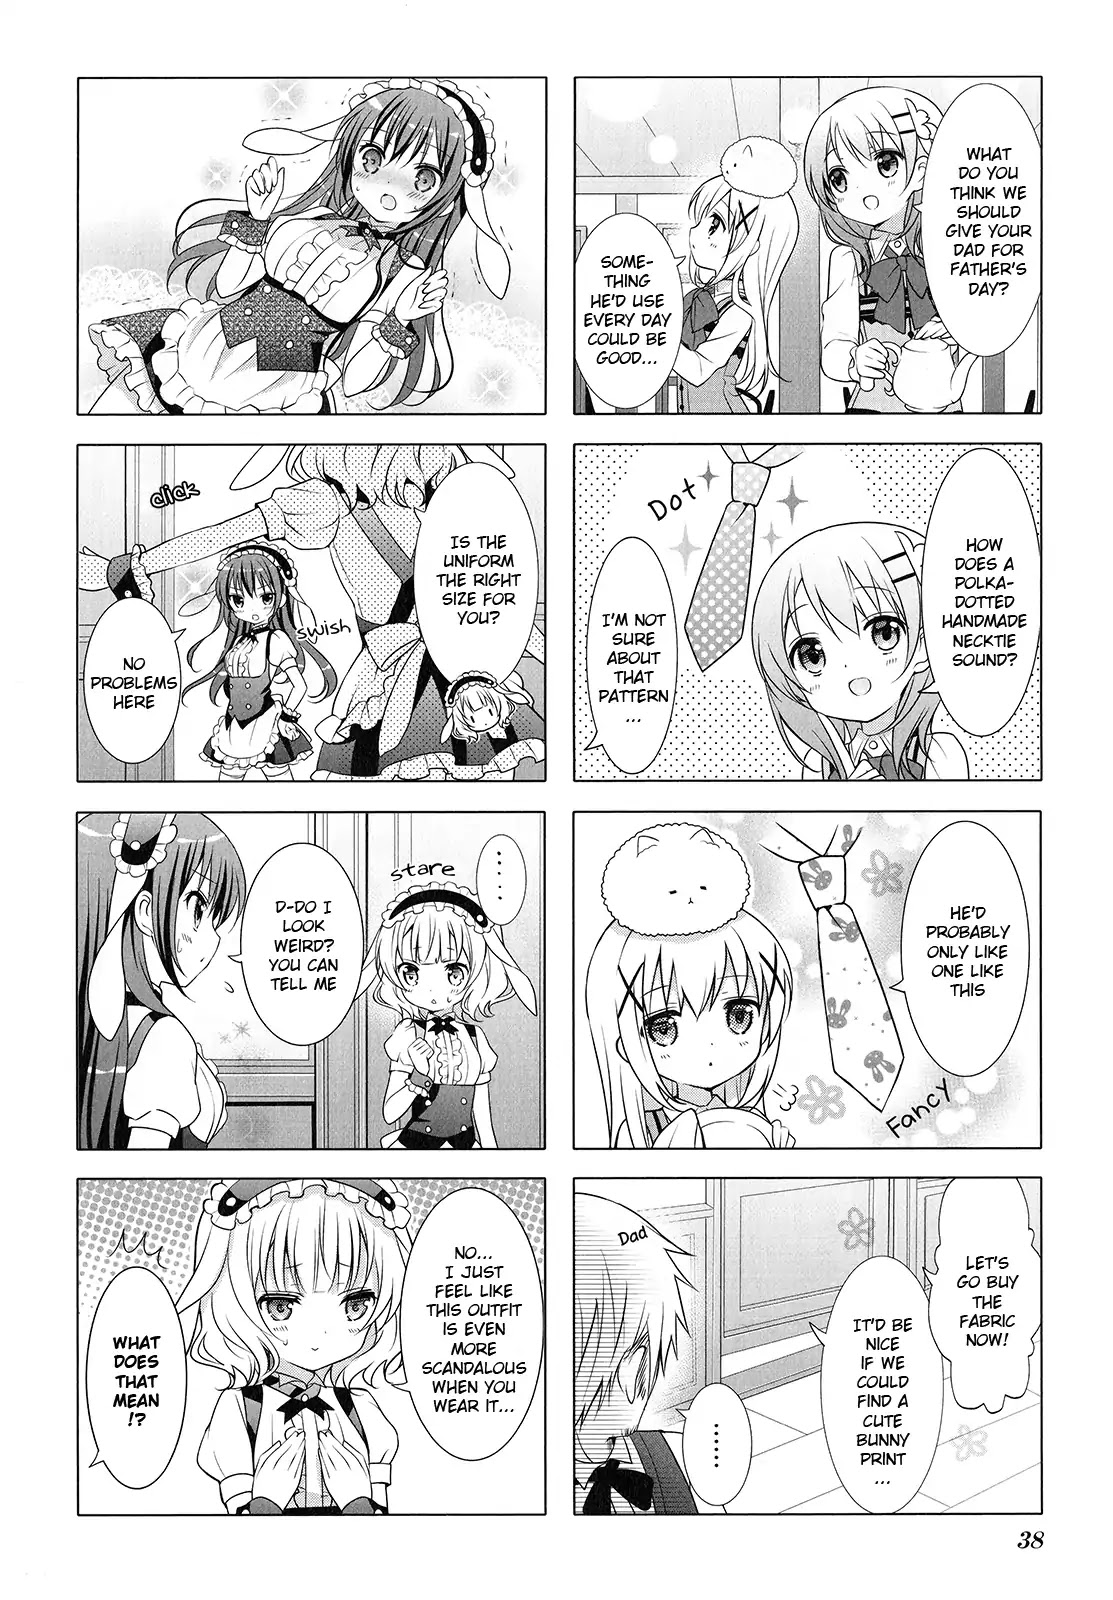 WHAT
DO YOU
THINK WE
SHOULD
GIVE YOUR
DAD FOR
FATHER'S
DAY?
SOME-
THING
HE'D USE
EVERY DAY
COULD BE
GOOD...
HOW
DOES A
POLKA-
DOTTED
HANDMADE
NECKTIE
SOUND?
Dot
I'M NOT
SURE
ABOUT
THAT
PATTERN
...
HE'D
PROBABLY
ONLY LIKE
ONE LIKE
THIS
Fancy
LET'S
GO BUY
THE
FABRIC
NOW!
IT'D BE
NICE
IF WE
COULD
FIND A
CUTE
BUNNY
PRINT
...
Dad
......
IS THE
UNIFORM
THE RIGHT
SIZE FOR
YOU?
click
swish
NO
PROBLEMS
HERE
.....
stare
D-DO I
LOOK
WEIRD?
YOU CAN
TELL ME
NO...
I JUST
FEEL LIKE
THIS OUTFIT
IS EVEN
MORE
SCANDALOUS
WHEN YOU
WEAR IT...
WHAT
DOES
THAT
MEAN
!?
38